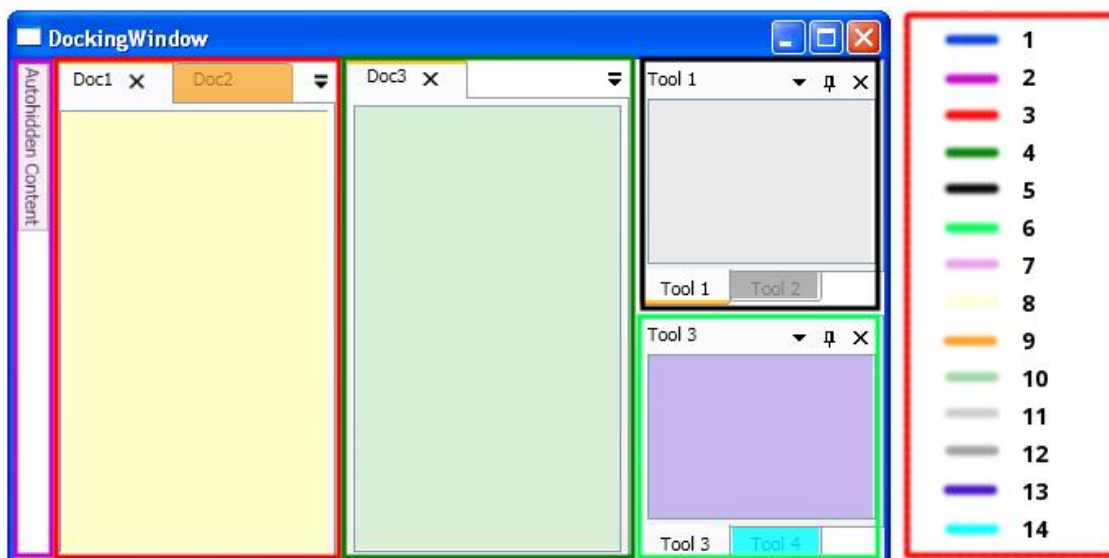 DockingWindow
Autohidden Content
Doc1
Doc2
Doc3
Tool 1
Tool 1
Tool 2
Tool 3
Tool 3
Tool 4
1
2
3
4
5
6
7
8
9
10
11
12
13
14